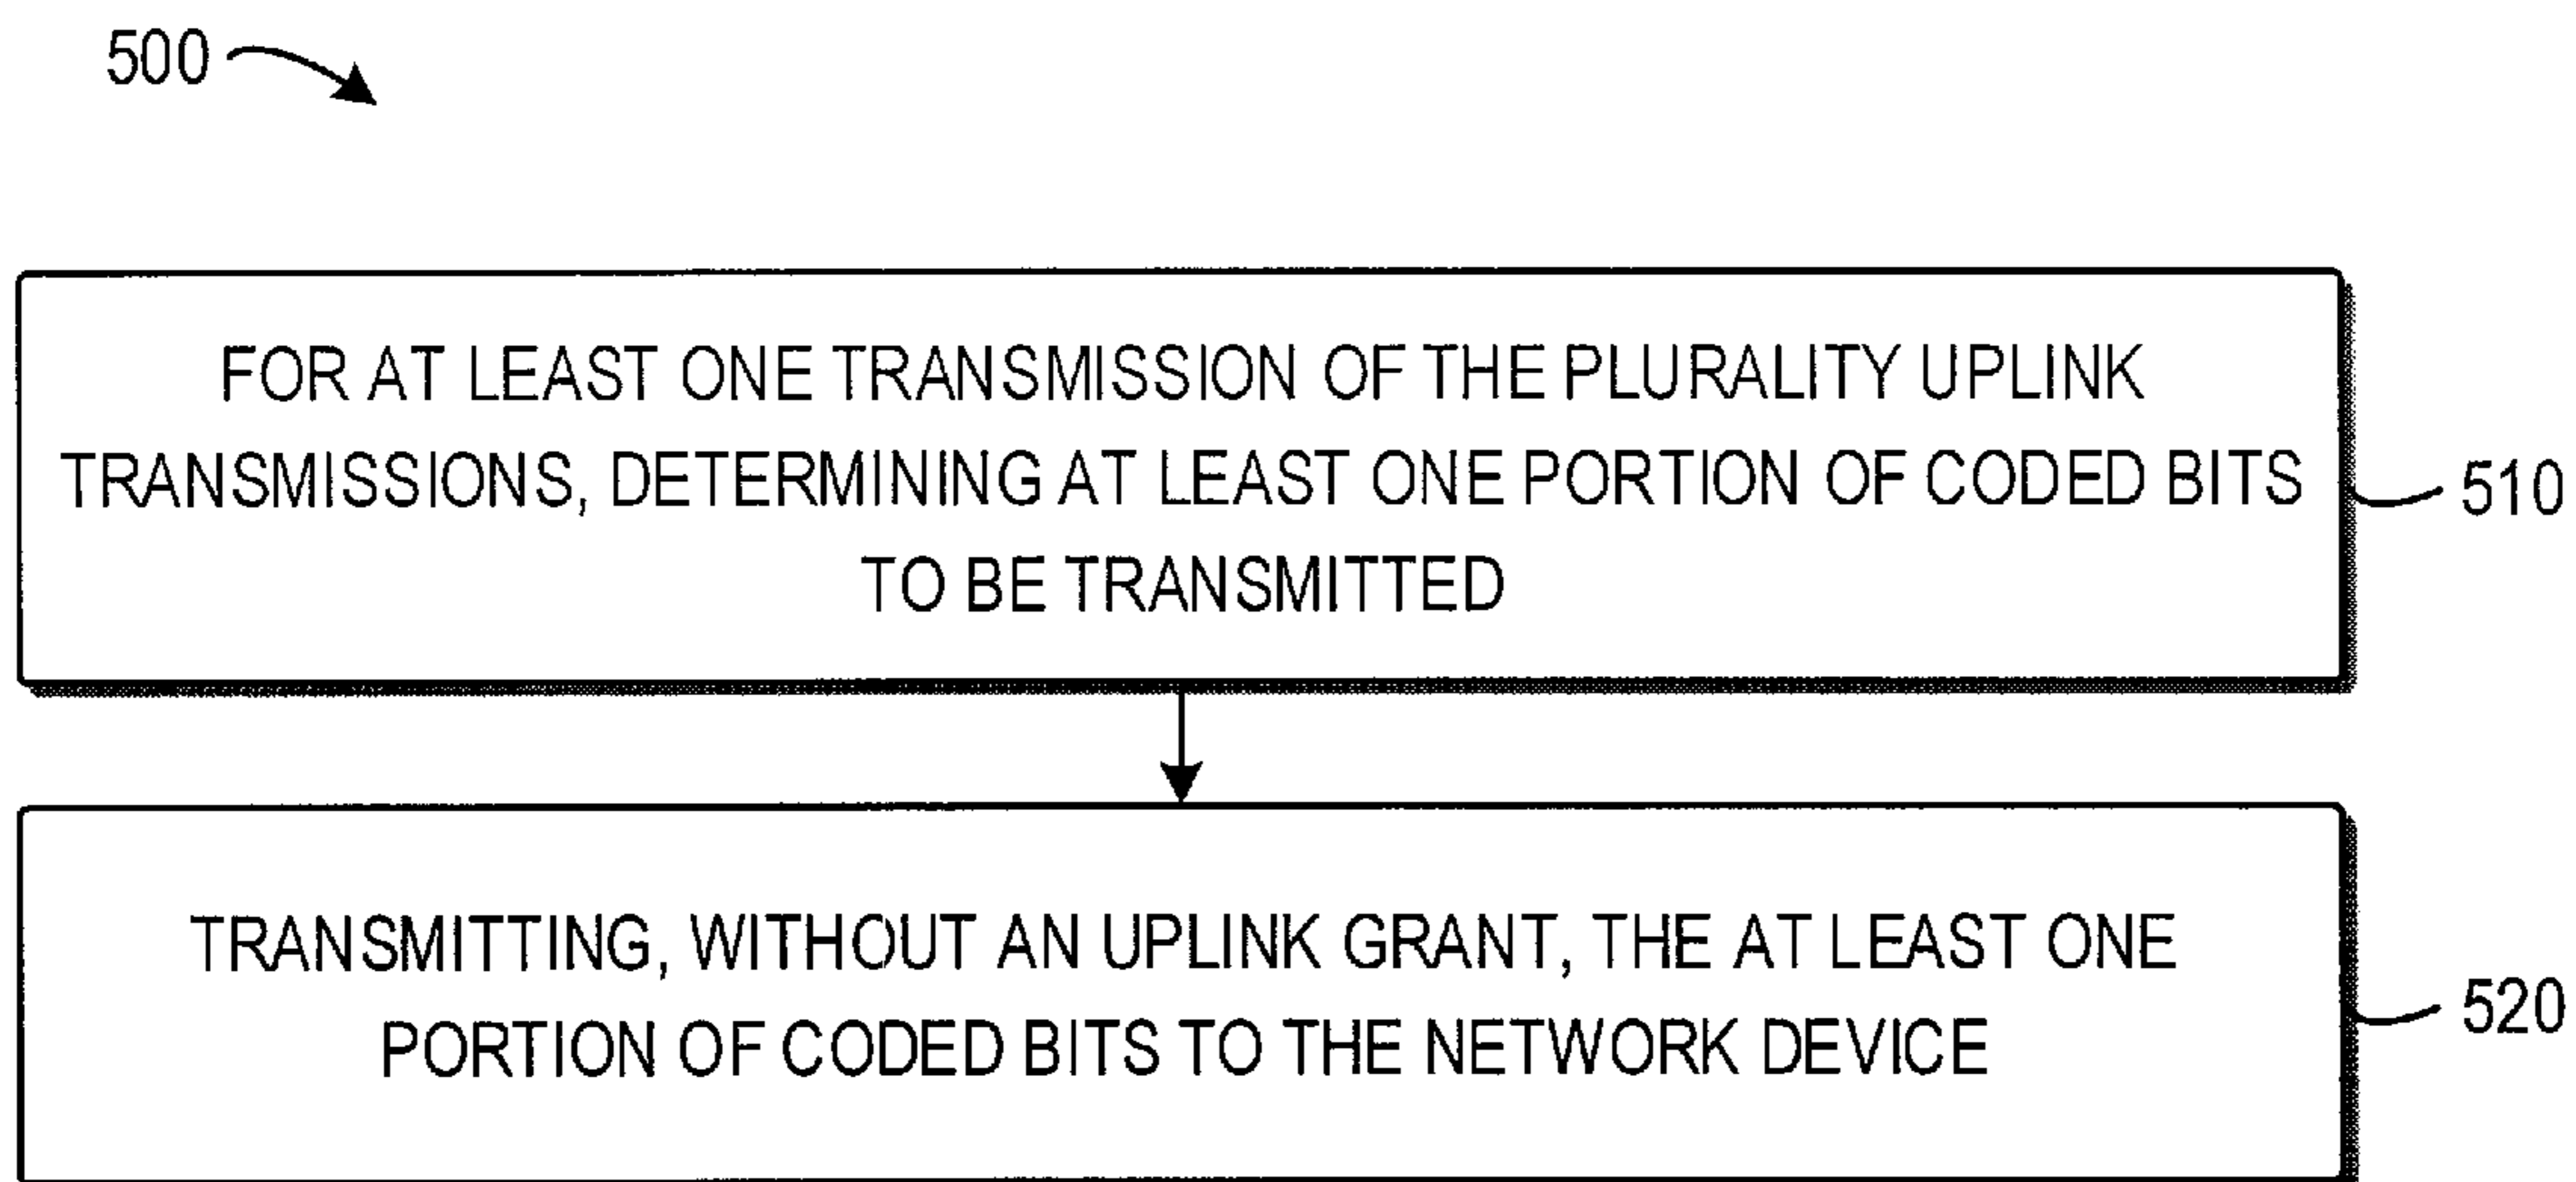 500
FOR AT LEAST ONE TRANSMISSION OF THE PLURALITY UPLINK
TRANSMISSIONS, DETERMINING AT LEAST ONE PORTION OF CODED BITS
TO BE TRANSMITTED
510
TRANSMITTING, WITHOUT AN UPLINK GRANT, THE AT LEAST ONE
PORTION OF CODED BITS TO THE NETWORK DEVICE
520